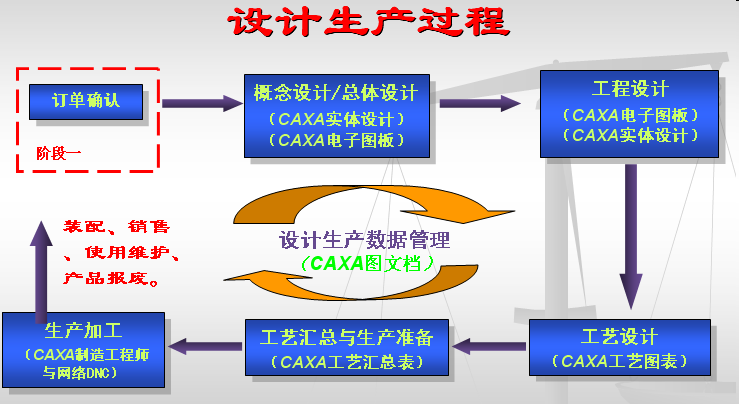 设计生产过程
订单确认
阶段一
概念设计/总体设计
（CAXA实体设计）
（CAXA电子图板）
工程设计
（CAXA电子图板）
（CAXA实体设计）
装配、销售
、使用维护、
产品报废。
设计生产数据管理
（CAXA图文档）
生产加工
（CAXA制造工程师
与网络DNC）
工艺汇总与生产准备
（CAXA工艺汇总表）
工艺设计
（CAXA工艺图表）